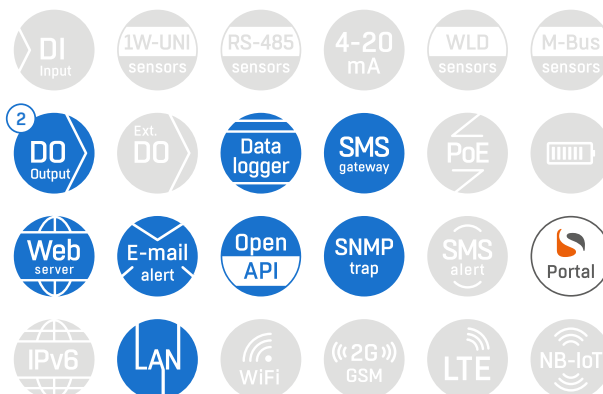 DI
Input
1W-UNI
sensors
RS-485
sensors
4-20
mA
WLD
sensors
M-Bus
sensors
2
DO
Output
Ext.
DO
Data
logger
SMS
gateway
PoE
Web
server
E-mail
alert
Open
API
SNMP
trap
SMS
alert
Portal
IPv6
LAN
WiFi
2G
GSM
LTE
NB-IoT